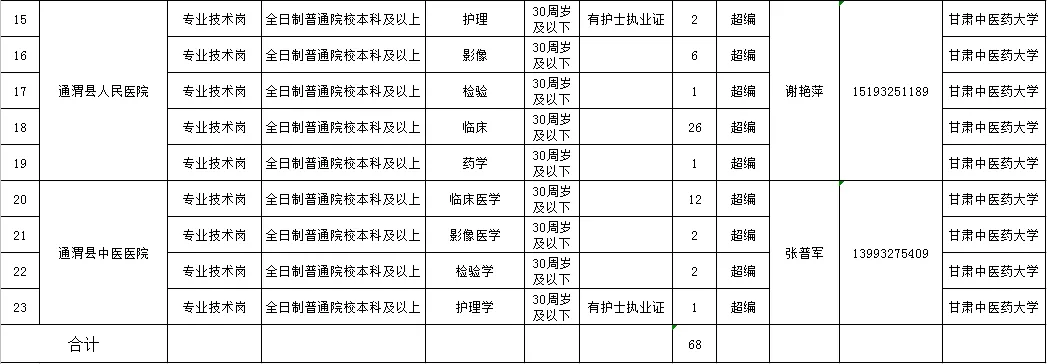 15 通渭县人民医院 专业技术岗 全日制普通院校本科及以上 护理 30周岁及以下 有护士执业证 2 超编 谢艳萍 15193251189 甘肃中医药大学
16 专业技术岗 全日制普通院校本科及以上 影像 30周岁及以下 6 超编 甘肃中医药大学
17 专业技术岗 全日制普通院校本科及以上 检验 30周岁及以下 1 超编 甘肃中医药大学
18 专业技术岗 全日制普通院校本科及以上 临床 30周岁及以下 26 超编 甘肃中医药大学
19 专业技术岗 全日制普通院校本科及以上 药学 30周岁及以下 1 超编 甘肃中医药大学
20 通渭县中医医院 专业技术岗 全日制普通院校本科及以上 临床医学 30周岁及以下 12 超编 张普军 13993275409 甘肃中医药大学
21 专业技术岗 全日制普通院校本科及以上 影像医学 30周岁及以下 2 超编 甘肃中医药大学
22 专业技术岗 全日制普通院校本科及以上 检验学 30周岁及以下 2 超编 甘肃中医药大学
23 专业技术岗 全日制普通院校本科及以上 护理学 30周岁及以下 有护士执业证 1 超编 甘肃中医药大学
合计 68